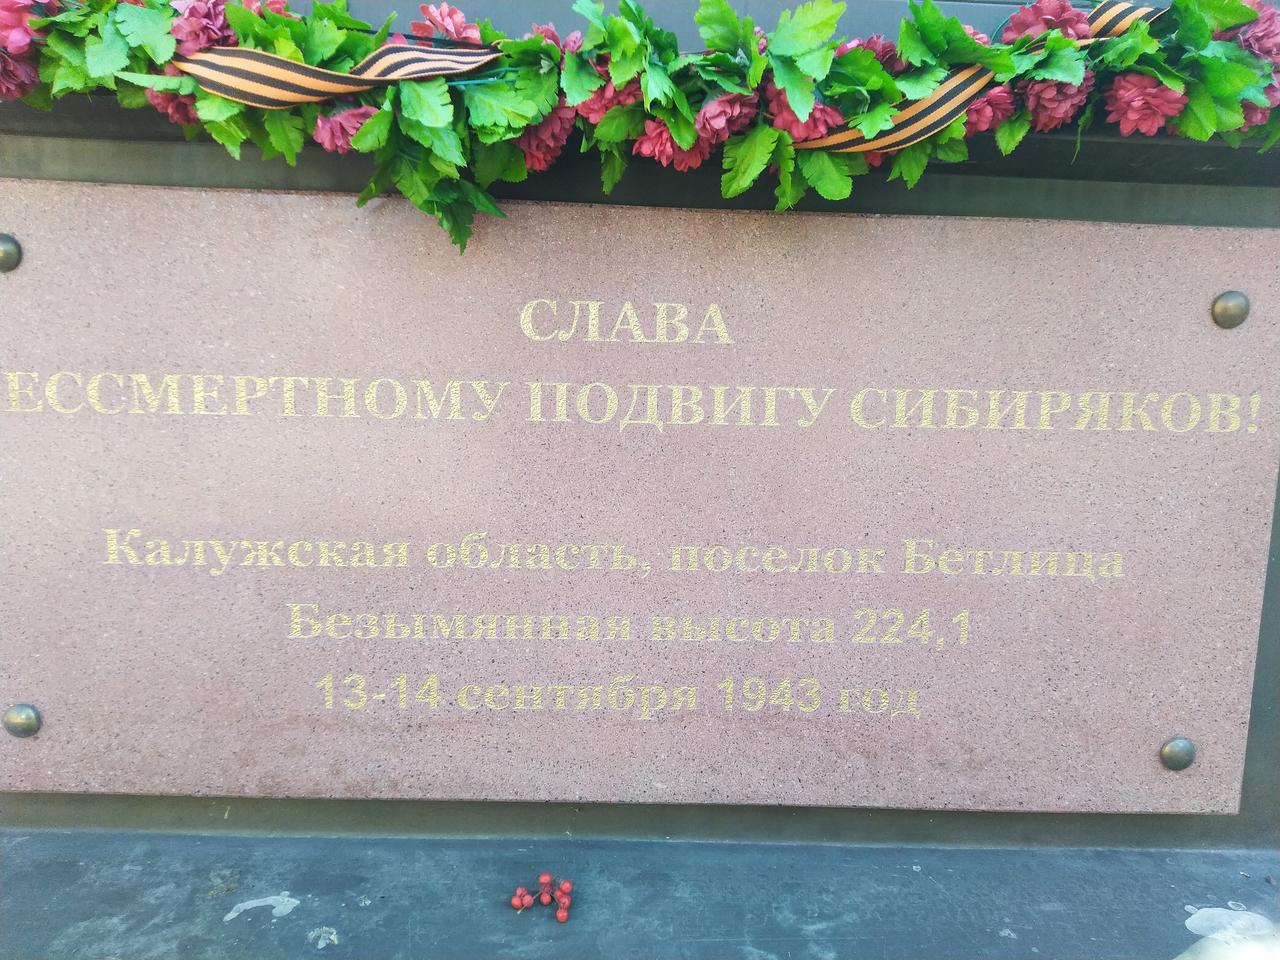 СЛАВА
ЕССМЕРТНОМУ ПОДВИГУ СИБИРЯКОВ!
Калужская область, поселок Бетлица
Безымянная высота 224,1
13-14 сентября 1943 год